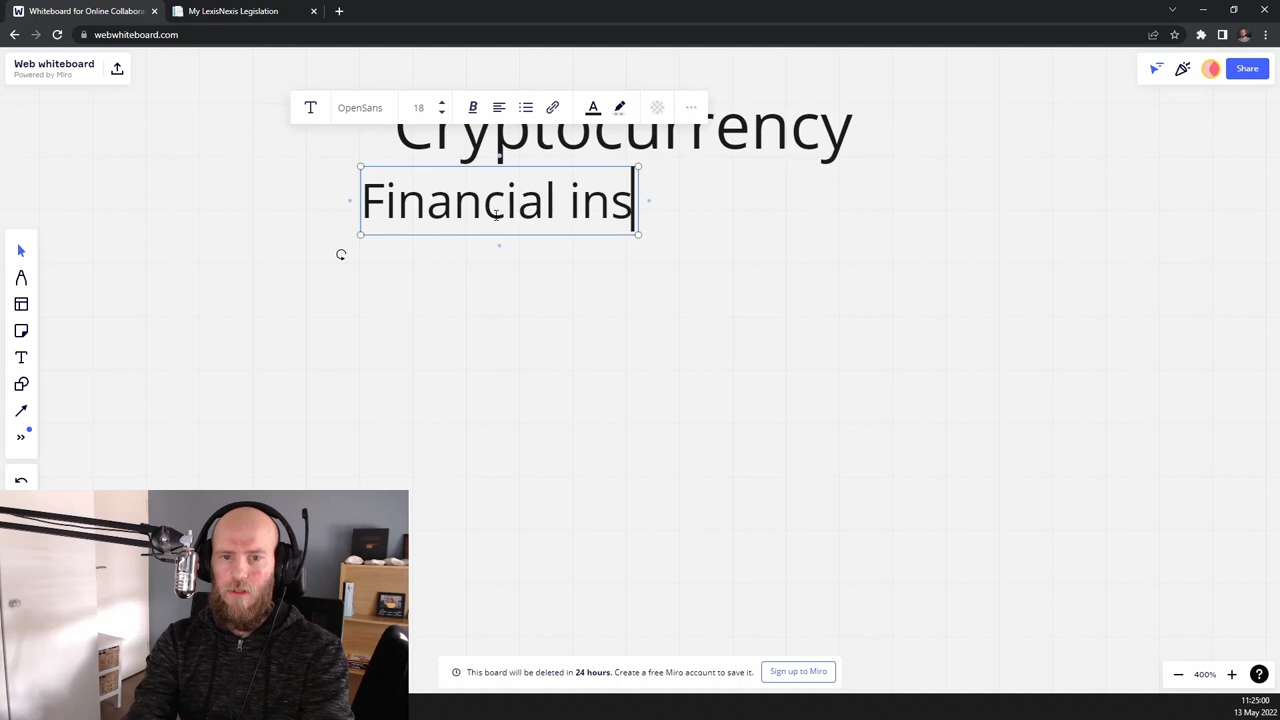 Whiteboard for Online Collabora
My LexisNexis Legislation
webwhiteboard.com
Web whiteboard
Powered by Miro
Share
OpenSans
18
B
A
Cryptocurrency
Financial ins
This board will be deleted in 24 hours. Create a free Miro account to save it.
Sign up to Miro
400%
11:25:00
13 May 2022